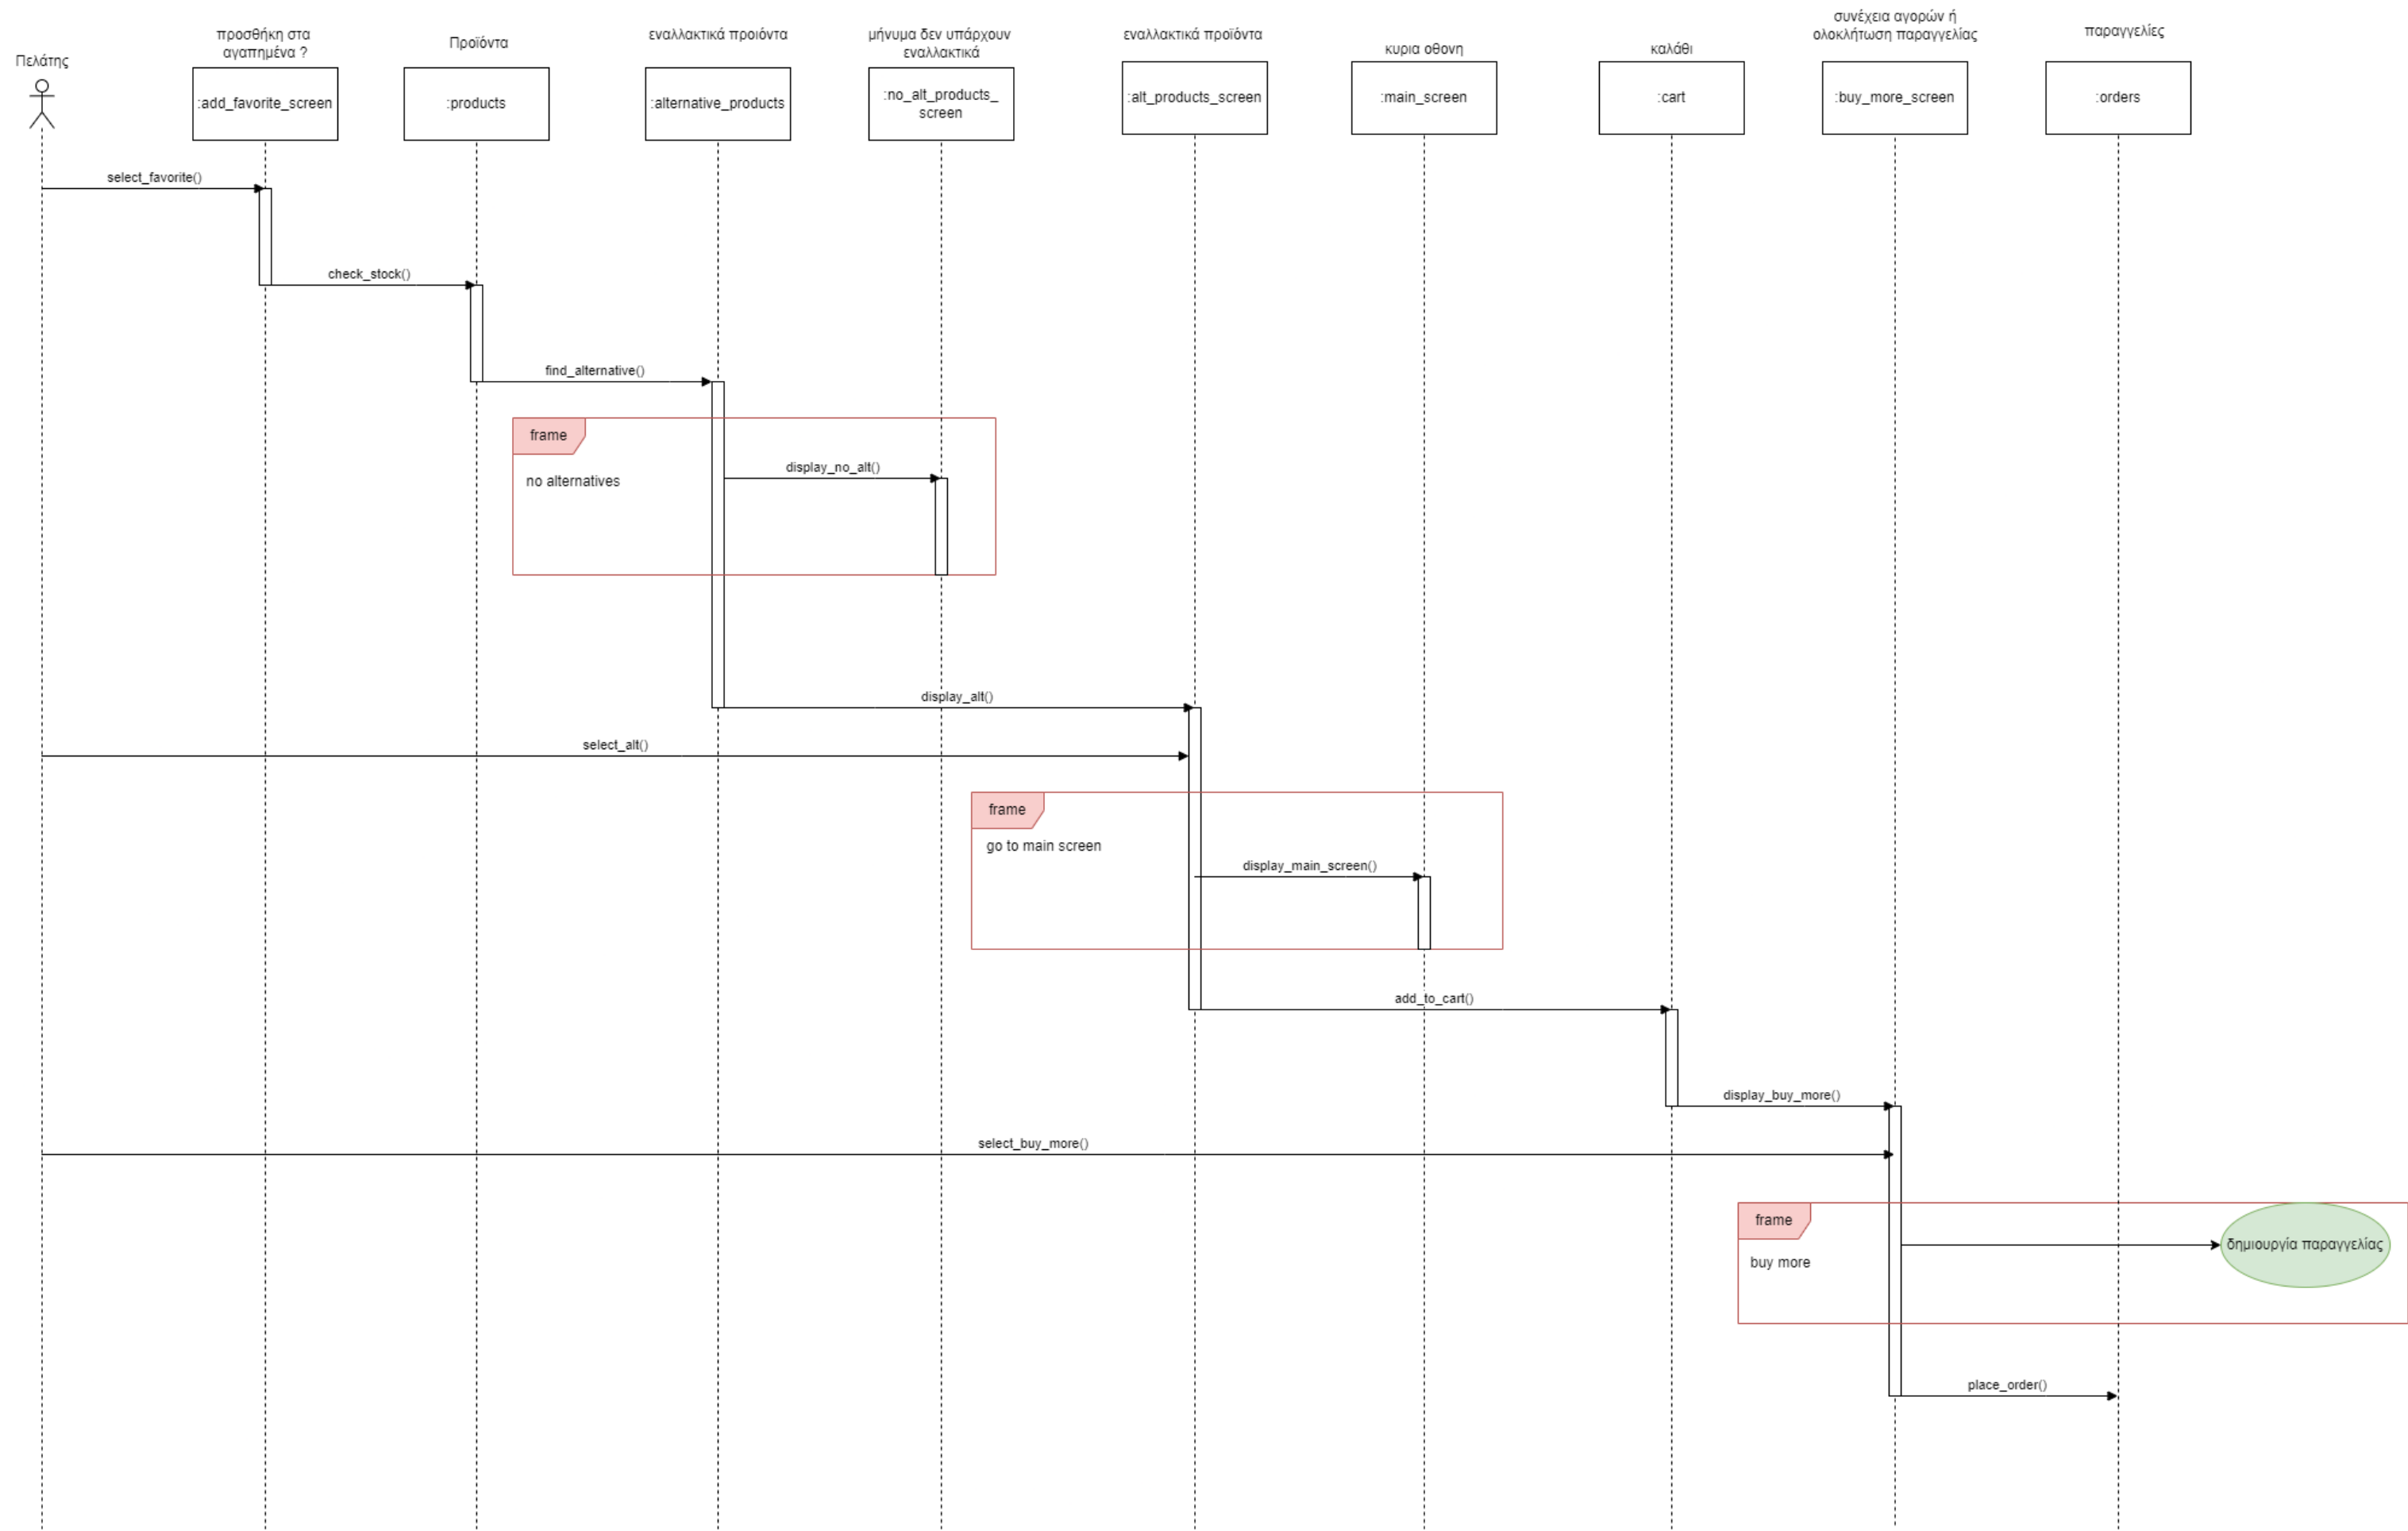 Πελάτης
προσθήκη στα
αγαπημένα ?
Προϊόντα
εναλλακτικά προιόντα
μήνυμα δεν υπάρχουν
εναλλακτικά
εναλλακτικά προϊόντα
κυρια οθονη
καλάθι
συνέχεια αγορών ή
ολοκλήτωση παραγγελίας
παραγγελίες
:add_favorite_screen
:products
:alternative_products
:no_alt_products_
screen
:alt_products_screen
:main_screen
:cart
:buy_more_screen
:orders
select_favorite()
check_stock()
find_alternative()
frame
no alternatives
display_no_alt()
display_alt()
select_alt()
frame
go to main screen
display_main_screen()
add_to_cart()
display_buy_more()
select_buy_more()
frame
buy more
δημιουργία παραγγελίας
place_order()